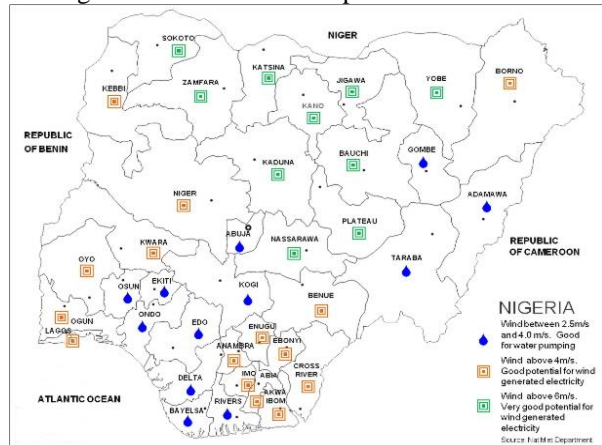 NIGER
SOKOTO
KATSINA
JIGAWA
YOBE
BORNO
ZAMFARA
KEBBI
KANO
REPUBLIC
OF BENIN
GOMBE
BAUCHI
KADUNA
ADAMAWA
NIGER
PLATEAU
ABUJA
KWARA
NASSARAWA
REPUBLIC
OF CAMEROON
TARABA
OYO
OSUN
EKITI
KOGI
BENUE
OGUN
ONDO
LAGOS
EDO
ENUGU
EBONYI
ANAMBRA
CROSS
RIVER
IMO
ABIA
DELTA
AKWA
IBOM
ATLANTIC OCEAN
BAYELSA
RIVERS
NIGERIA
Wind between 2.5m/s
and 4.0 m/s. Good
for water pumping
Wind above 4m/s.
Good potential for wind
generated electricity
Wind above 6m/s.
Very good potential for
wind generated
electricity
Source: Nat Met Department